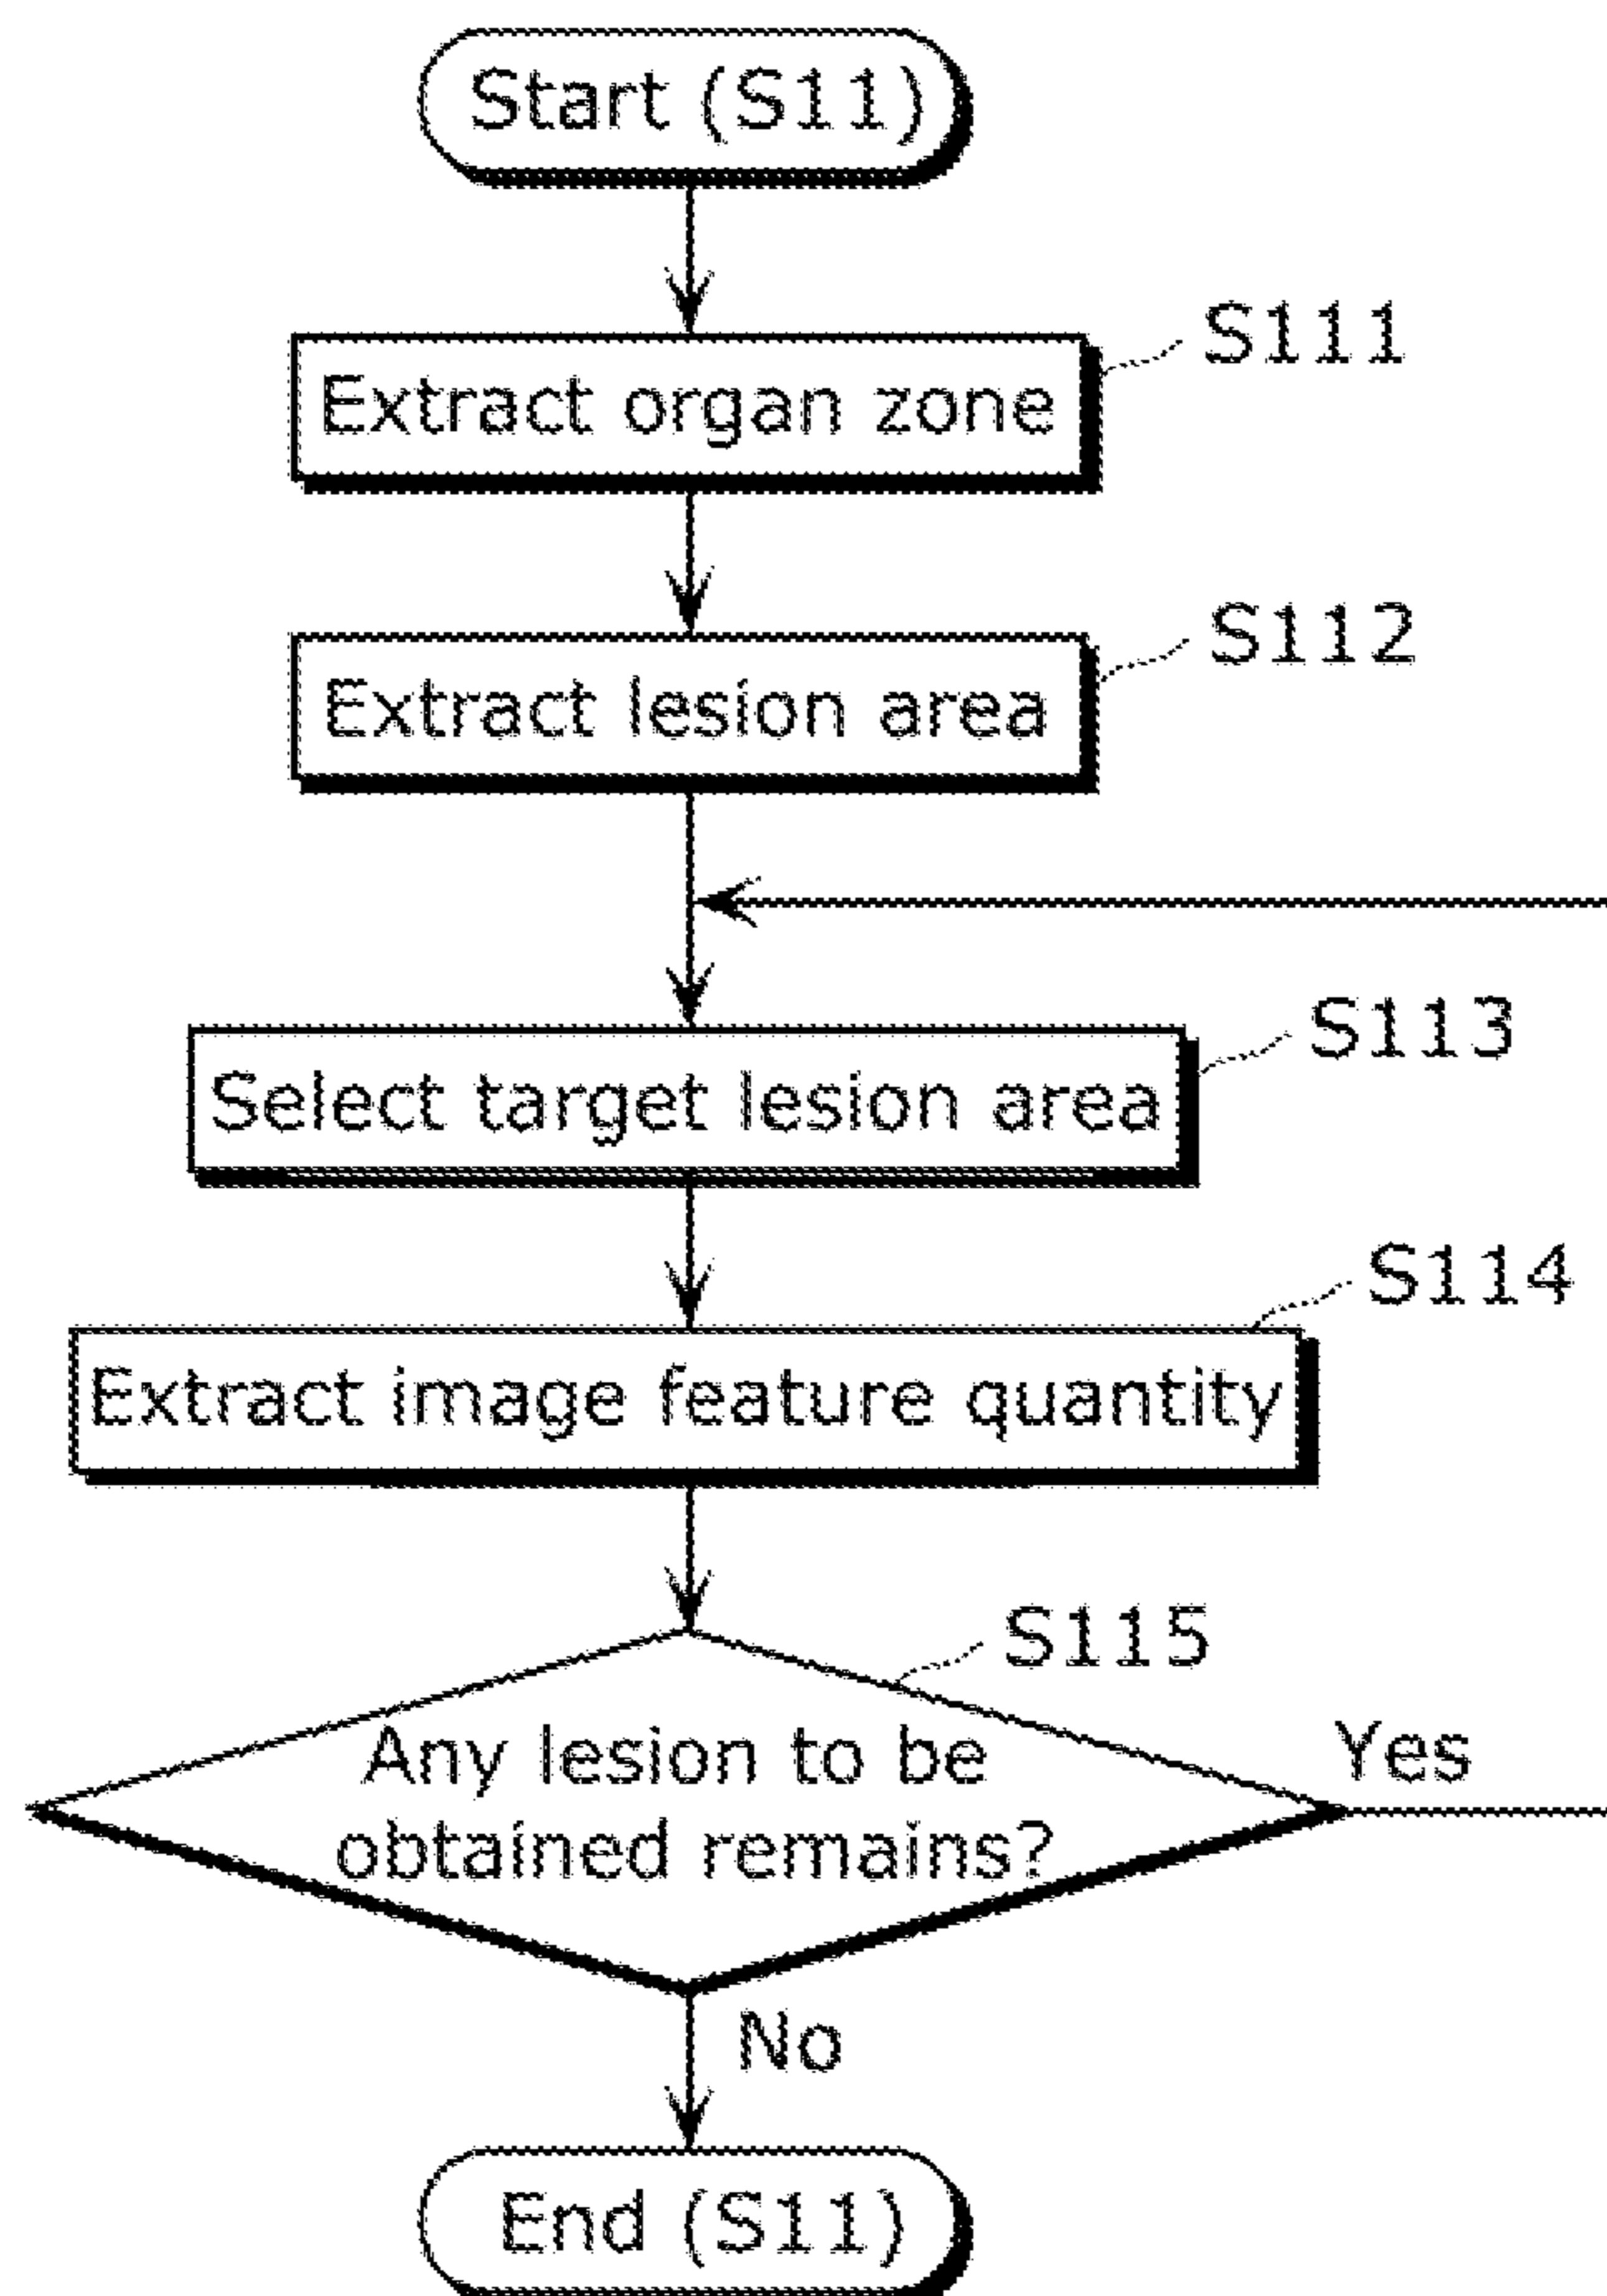 Start (S11)
S111
Extract organ zone
S112
Extract lesion area
S113
Select target lesion area
S114
Extract image feature quantity
S115
Any lesion to be
obtained remains?
Yes
No
End (S11)